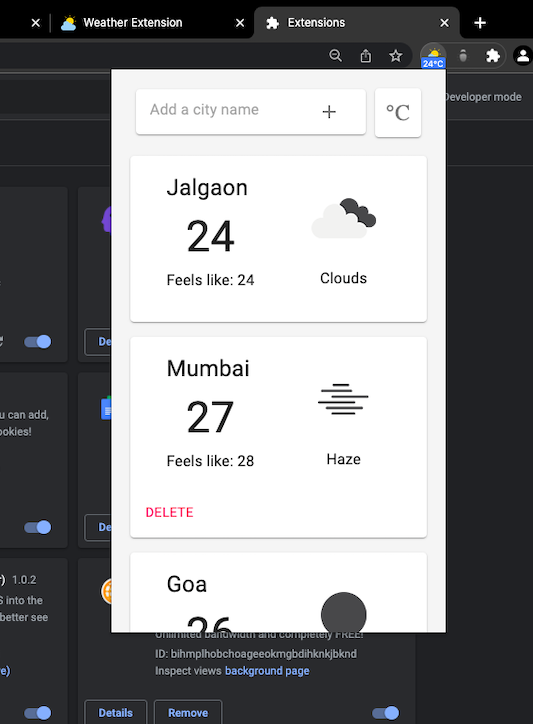 Weather Extension
Extensions
24°C
Developer mode
Add a city name
+
°C
Jalgaon
24
Feels like: 24
Clouds
Mumbai
27
Feels like: 28
Haze
DELETE
Goa
26
De
u can add,
ookies!
De
r) 1.0.2
S into the
better see
e)
Unlimited bandwidth and completely FREE!
ID: bihmplhobchoageeokmgbdihknkjbknd
Inspect views background page
Details
Remove